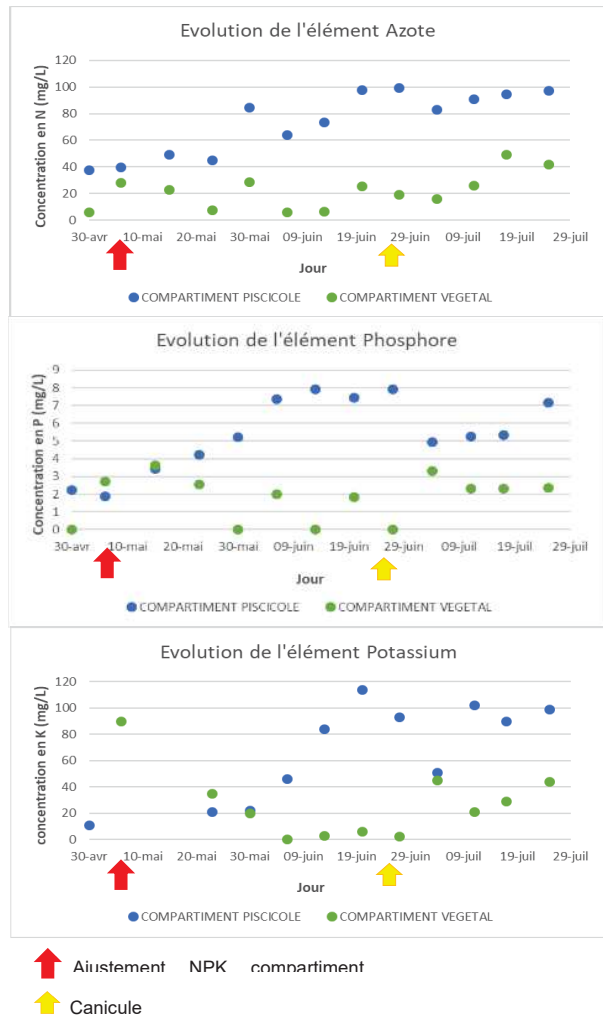 Evolution de l'élément Azote
Concentration en N (mg/L)
120
100
80
60
40
20
0
30-avr 10-mai 20-mai 30-mai 09-juin 19-juin 29-juin 09-juil 19-juil 29-juil
Jour
COMPARTIMENT PISCICOLE COMPARTIMENT VEGETAL
Evolution de l'élément Phosphore
Concentration en P (mg/L)
9
8
7
6
5
4
3
2
1
0
30-avr 10-mai 20-mai 30-mai 09-juin 19-juin 29-juin 09-juil 19-juil 29-juil
Jour
COMPARTIMENT PISCICOLE COMPARTIMENT VEGETAL
Evolution de l'élément Potassium
concentration en K (mg/L)
120
100
80
60
40
20
0
30-avr 10-mai 20-mai 30-mai 09-juin 19-juin 29-juin 09-juil 19-juil 29-juil
Jour
COMPARTIMENT PISCICOLE COMPARTIMENT VEGETAL
Ajustement NPK compartiment
Canicule